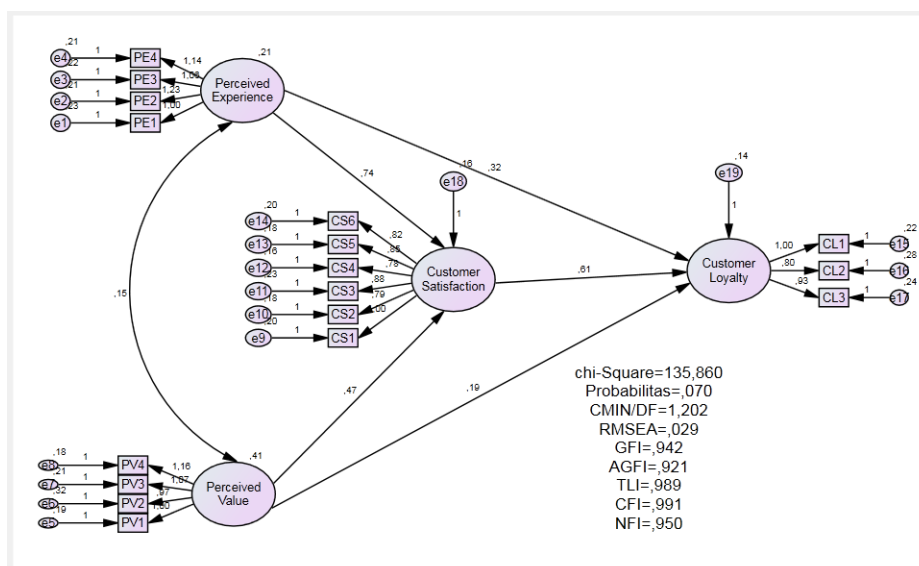 ,21
e4 1 PE4 1,14
,22
e3 1 PE3 1,08
,21
e2 1 PE2 1,23
,23
e1 1 PE1 1,00
,21
Perceived
Experience
,74
,32
,16
e18
1
,14
e19
1
,20
e14 1 CS6 ,82
,18
e13 1 CS5 ,85
,16
e12 1 CS4 ,78
,23
e11 1 CS3 ,88
,18
e10 1 CS2 ,79
,20
e9 1 CS1 1,00
Customer
Satisfaction
,61
Customer
Loyalty
1,00 CL1 1 e15 ,22
,80 CL2 1 e16 ,28
,93 CL3 1 e17 ,24
,15
,47
,19
,18
e8 1 PV4 1,16
,21
e7 1 PV3 1,07
,32
e6 1 PV2 ,97
,19
e5 1 PV1 1,00
,41
Perceived
Value
chi-Square=135,860
Probabilitas=,070
CMIN/DF=1,202
RMSEA=,029
GFI=,942
AGFI=,921
TLI=,989
CFI=,991
NFI=,950